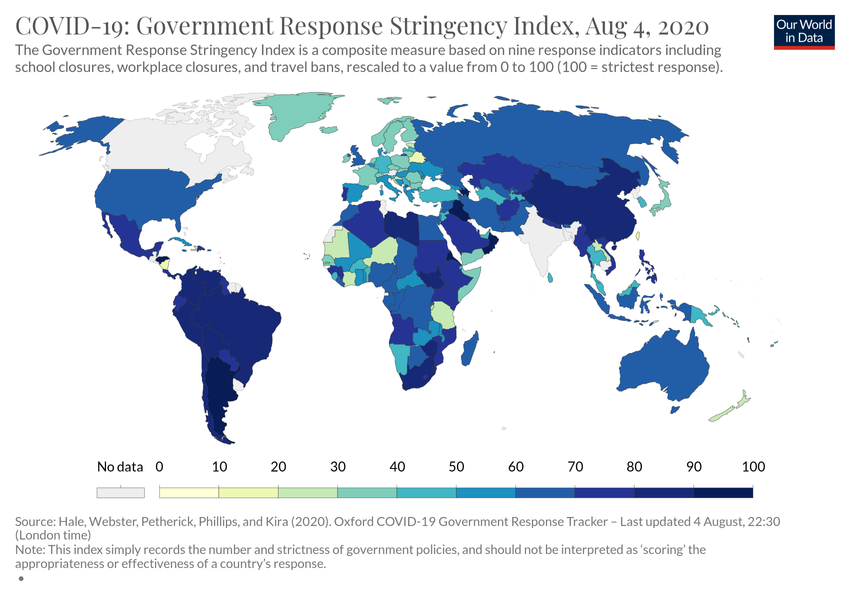 COVID-19: Government Response Stringency Index, Aug 4, 2020
Our World
in Data
The Government Response Stringency Index is a composite measure based on nine response indicators including
school closures, workplace closures, and travel bans, rescaled to a value from 0 to 100 (100 = strictest response).
No data 0 10 20 30 40 50 60 70 80 90 100
Source: Hale, Webster, Petherick, Phillips, and Kira (2020). Oxford COVID-19 Government Response Tracker – Last updated 4 August, 22:30
(London time)
Note: This index simply records the number and strictness of government policies, and should not be interpreted as ‘scoring’ the
appropriateness or effectiveness of a country's response.